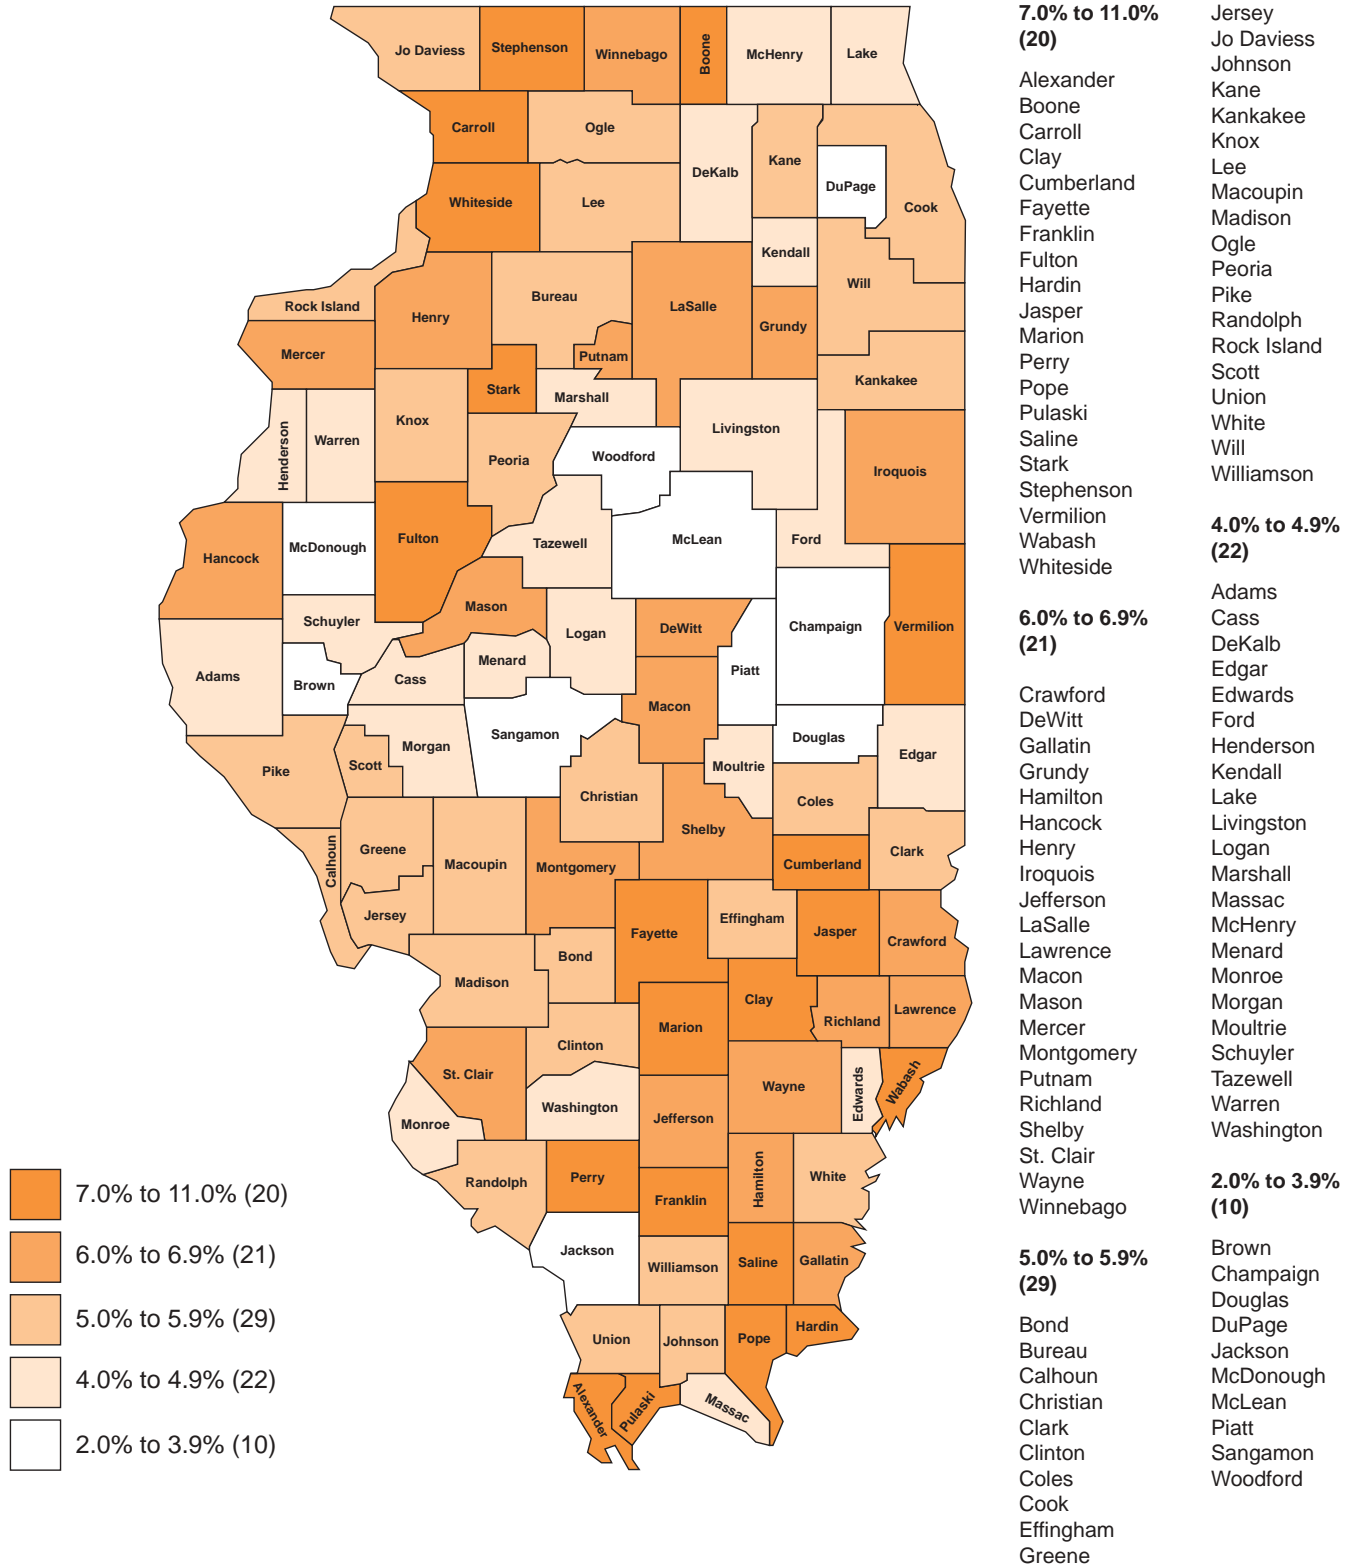 Jo Daviess
Stephenson
Winnebago
Boone
McHenry
Lake
Carroll
Ogle
DeKalb
Kane
DuPage
Cook
Whiteside
Lee
Kendall
Rock Island
Henry
Bureau
LaSalle
Grundy
Will
Mercer
Putnam
Kankakee
Stark
Marshall
Henderson
Warren
Knox
Peoria
Woodford
Livingston
Iroquois
Hancock
McDonough
Fulton
Tazewell
McLean
Ford
Schuyler
Mason
Logan
DeWitt
Champaign
Vermilion
Adams
Brown
Cass
Menard
Piatt
Macon
Pike
Scott
Morgan
Sangamon
Douglas
Edgar
Moultrie
Christian
Coles
Shelby
Calhoun
Greene
Macoupin
Montgomery
Cumberland
Clark
Jersey
Fayette
Effingham
Jasper
Crawford
Madison
Bond
Clay
Richland
Lawrence
Marion
Clinton
St. Clair
Wayne
Edwards
Wabash
Monroe
Washington
Jefferson
Randolph
Perry
Franklin
Hamilton
White
Jackson
Williamson
Saline
Gallatin
Union
Johnson
Pope
Hardin
Alexander
Pulaski
Massac
7.0% to 11.0% (20)
6.0% to 6.9% (21)
5.0% to 5.9% (29)
4.0% to 4.9% (22)
2.0% to 3.9% (10)
7.0% to 11.0%
(20)
Alexander
Boone
Carroll
Clay
Cumberland
Fayette
Franklin
Fulton
Hardin
Jasper
Marion
Perry
Pope
Pulaski
Saline
Stark
Stephenson
Vermilion
Wabash
Whiteside
6.0% to 6.9%
(21)
Crawford
DeWitt
Gallatin
Grundy
Hamilton
Hancock
Henry
Iroquois
Jefferson
LaSalle
Lawrence
Macon
Mason
Mercer
Montgomery
Putnam
Richland
Shelby
St. Clair
Wayne
Winnebago
5.0% to 5.9%
(29)
Bond
Bureau
Calhoun
Christian
Clark
Clinton
Coles
Cook
Effingham
Greene
Jersey
Jo Daviess
Johnson
Kane
Kankakee
Knox
Lee
Macoupin
Madison
Ogle
Peoria
Pike
Randolph
Rock Island
Scott
Union
White
Will
Williamson
4.0% to 4.9%
(22)
Adams
Cass
DeKalb
Edgar
Edwards
Ford
Henderson
Kendall
Lake
Livingston
Logan
Marshall
Massac
McHenry
Menard
Monroe
Morgan
Moultrie
Schuyler
Tazewell
Warren
Washington
2.0% to 3.9%
(10)
Brown
Champaign
Douglas
DuPage
Jackson
McDonough
McLean
Piatt
Sangamon
Woodford